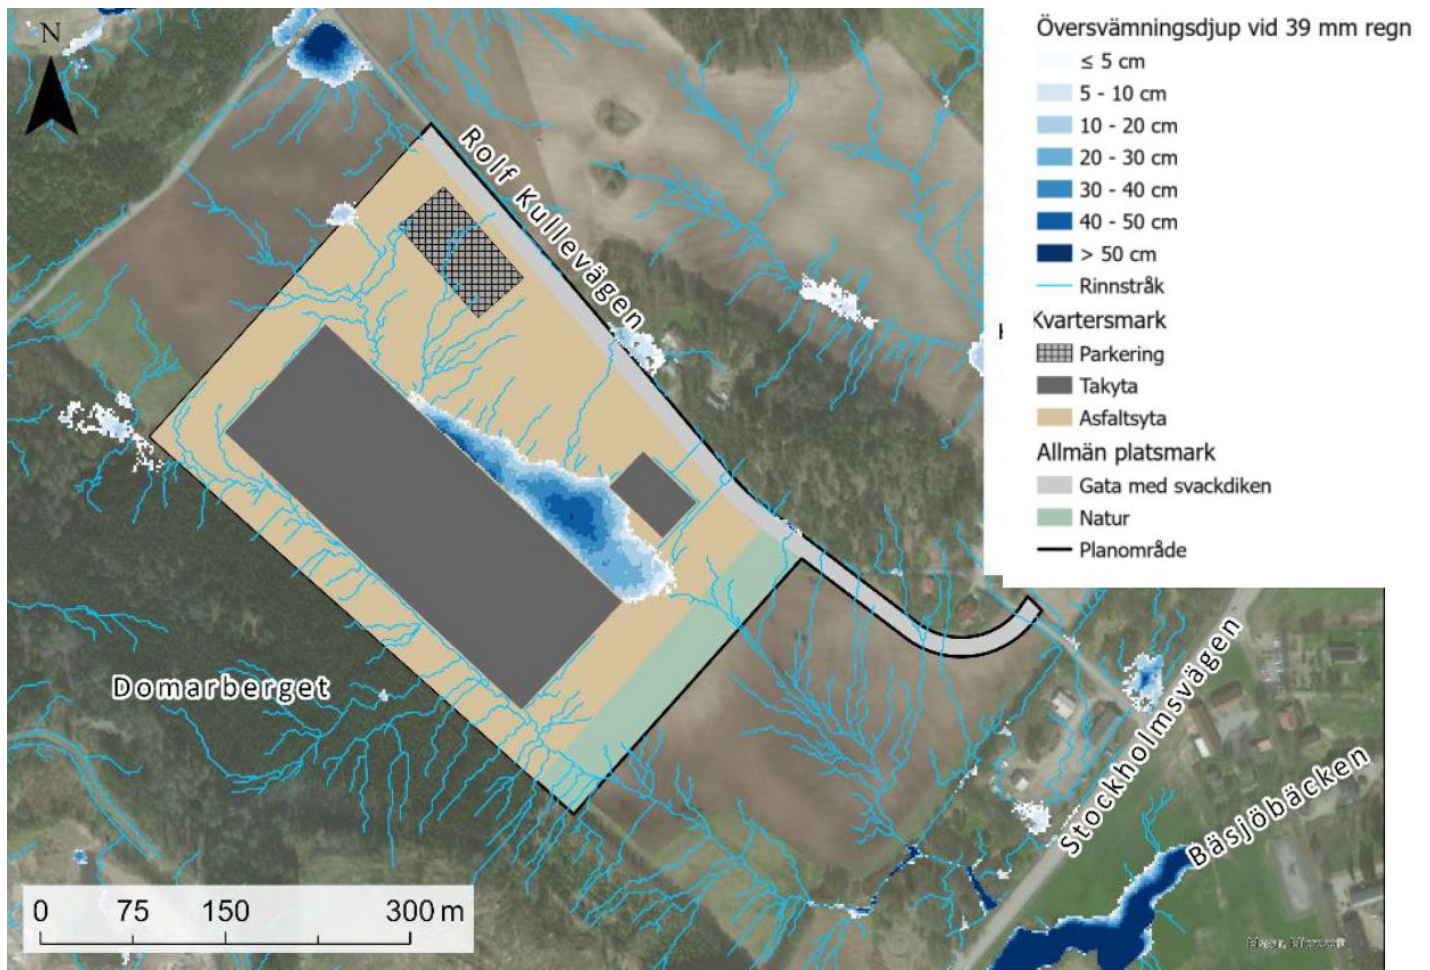 N
Rolf Kullevägen
Domarberget
Stockholmsvägen
Bäsjöbäcken
0 75 150 300 m
Översvämningsdjup vid 39 mm regn
≤ 5 cm
5 - 10 cm
10 - 20 cm
20 - 30 cm
30 - 40 cm
40 - 50 cm
> 50 cm
Rinnstråk
Kvartersmark
Parkering
Takyta
Asfaltsyta
Allmän platsmark
Gata med svackdiken
Natur
Planområde